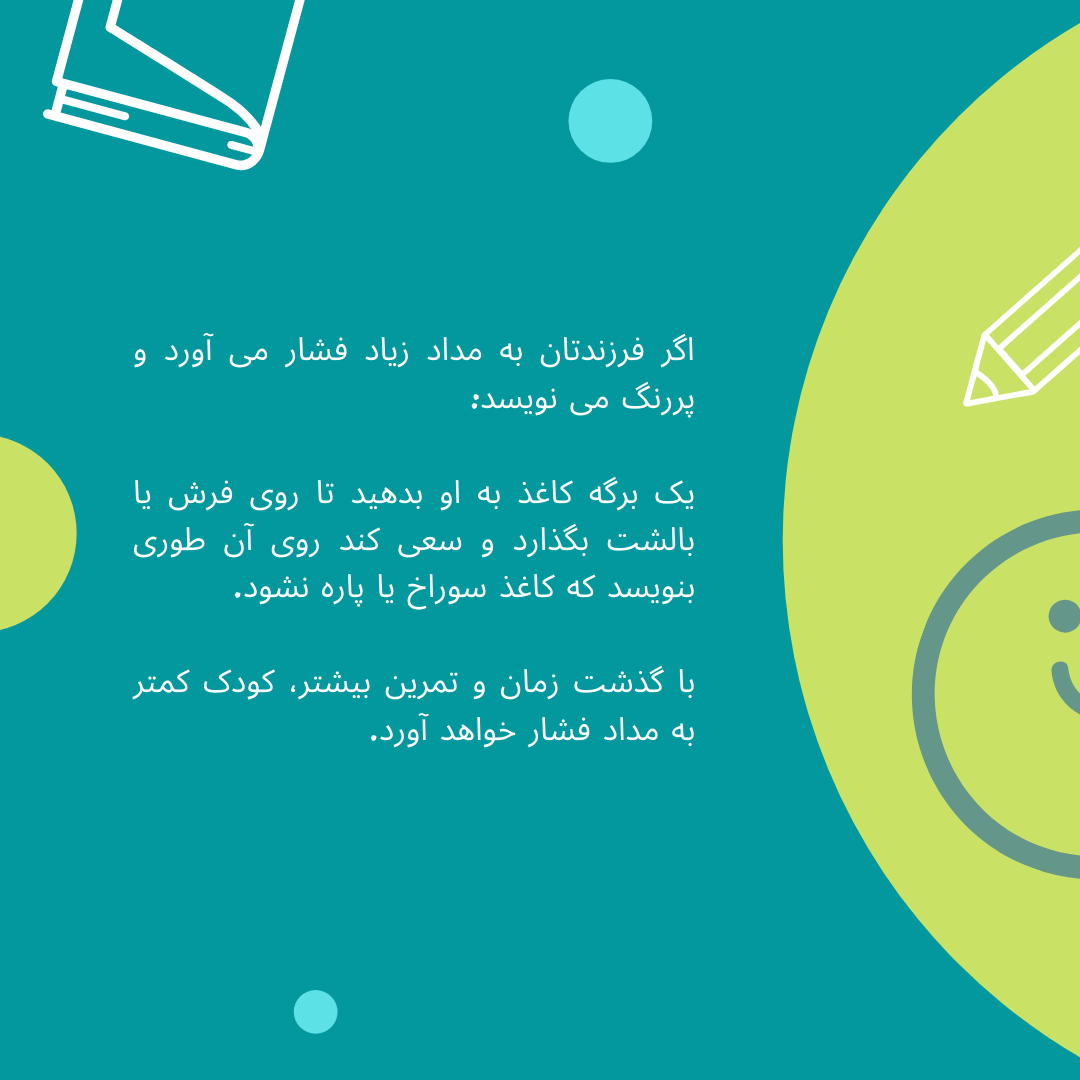 اگر فرزندتان به مداد زیاد فشار می آورد و
پررنگ می نویسد:
یک برگه کاغذ به او بدهید تا روی فرش یا
بالشت بگذارد و سعی کند روی آن طوری
بنویسد که کاغذ سوراخ یا پاره نشود.
با گذشت زمان و تمرین بیشتر، کودک کمتر
به مداد فشار خواهد آورد.